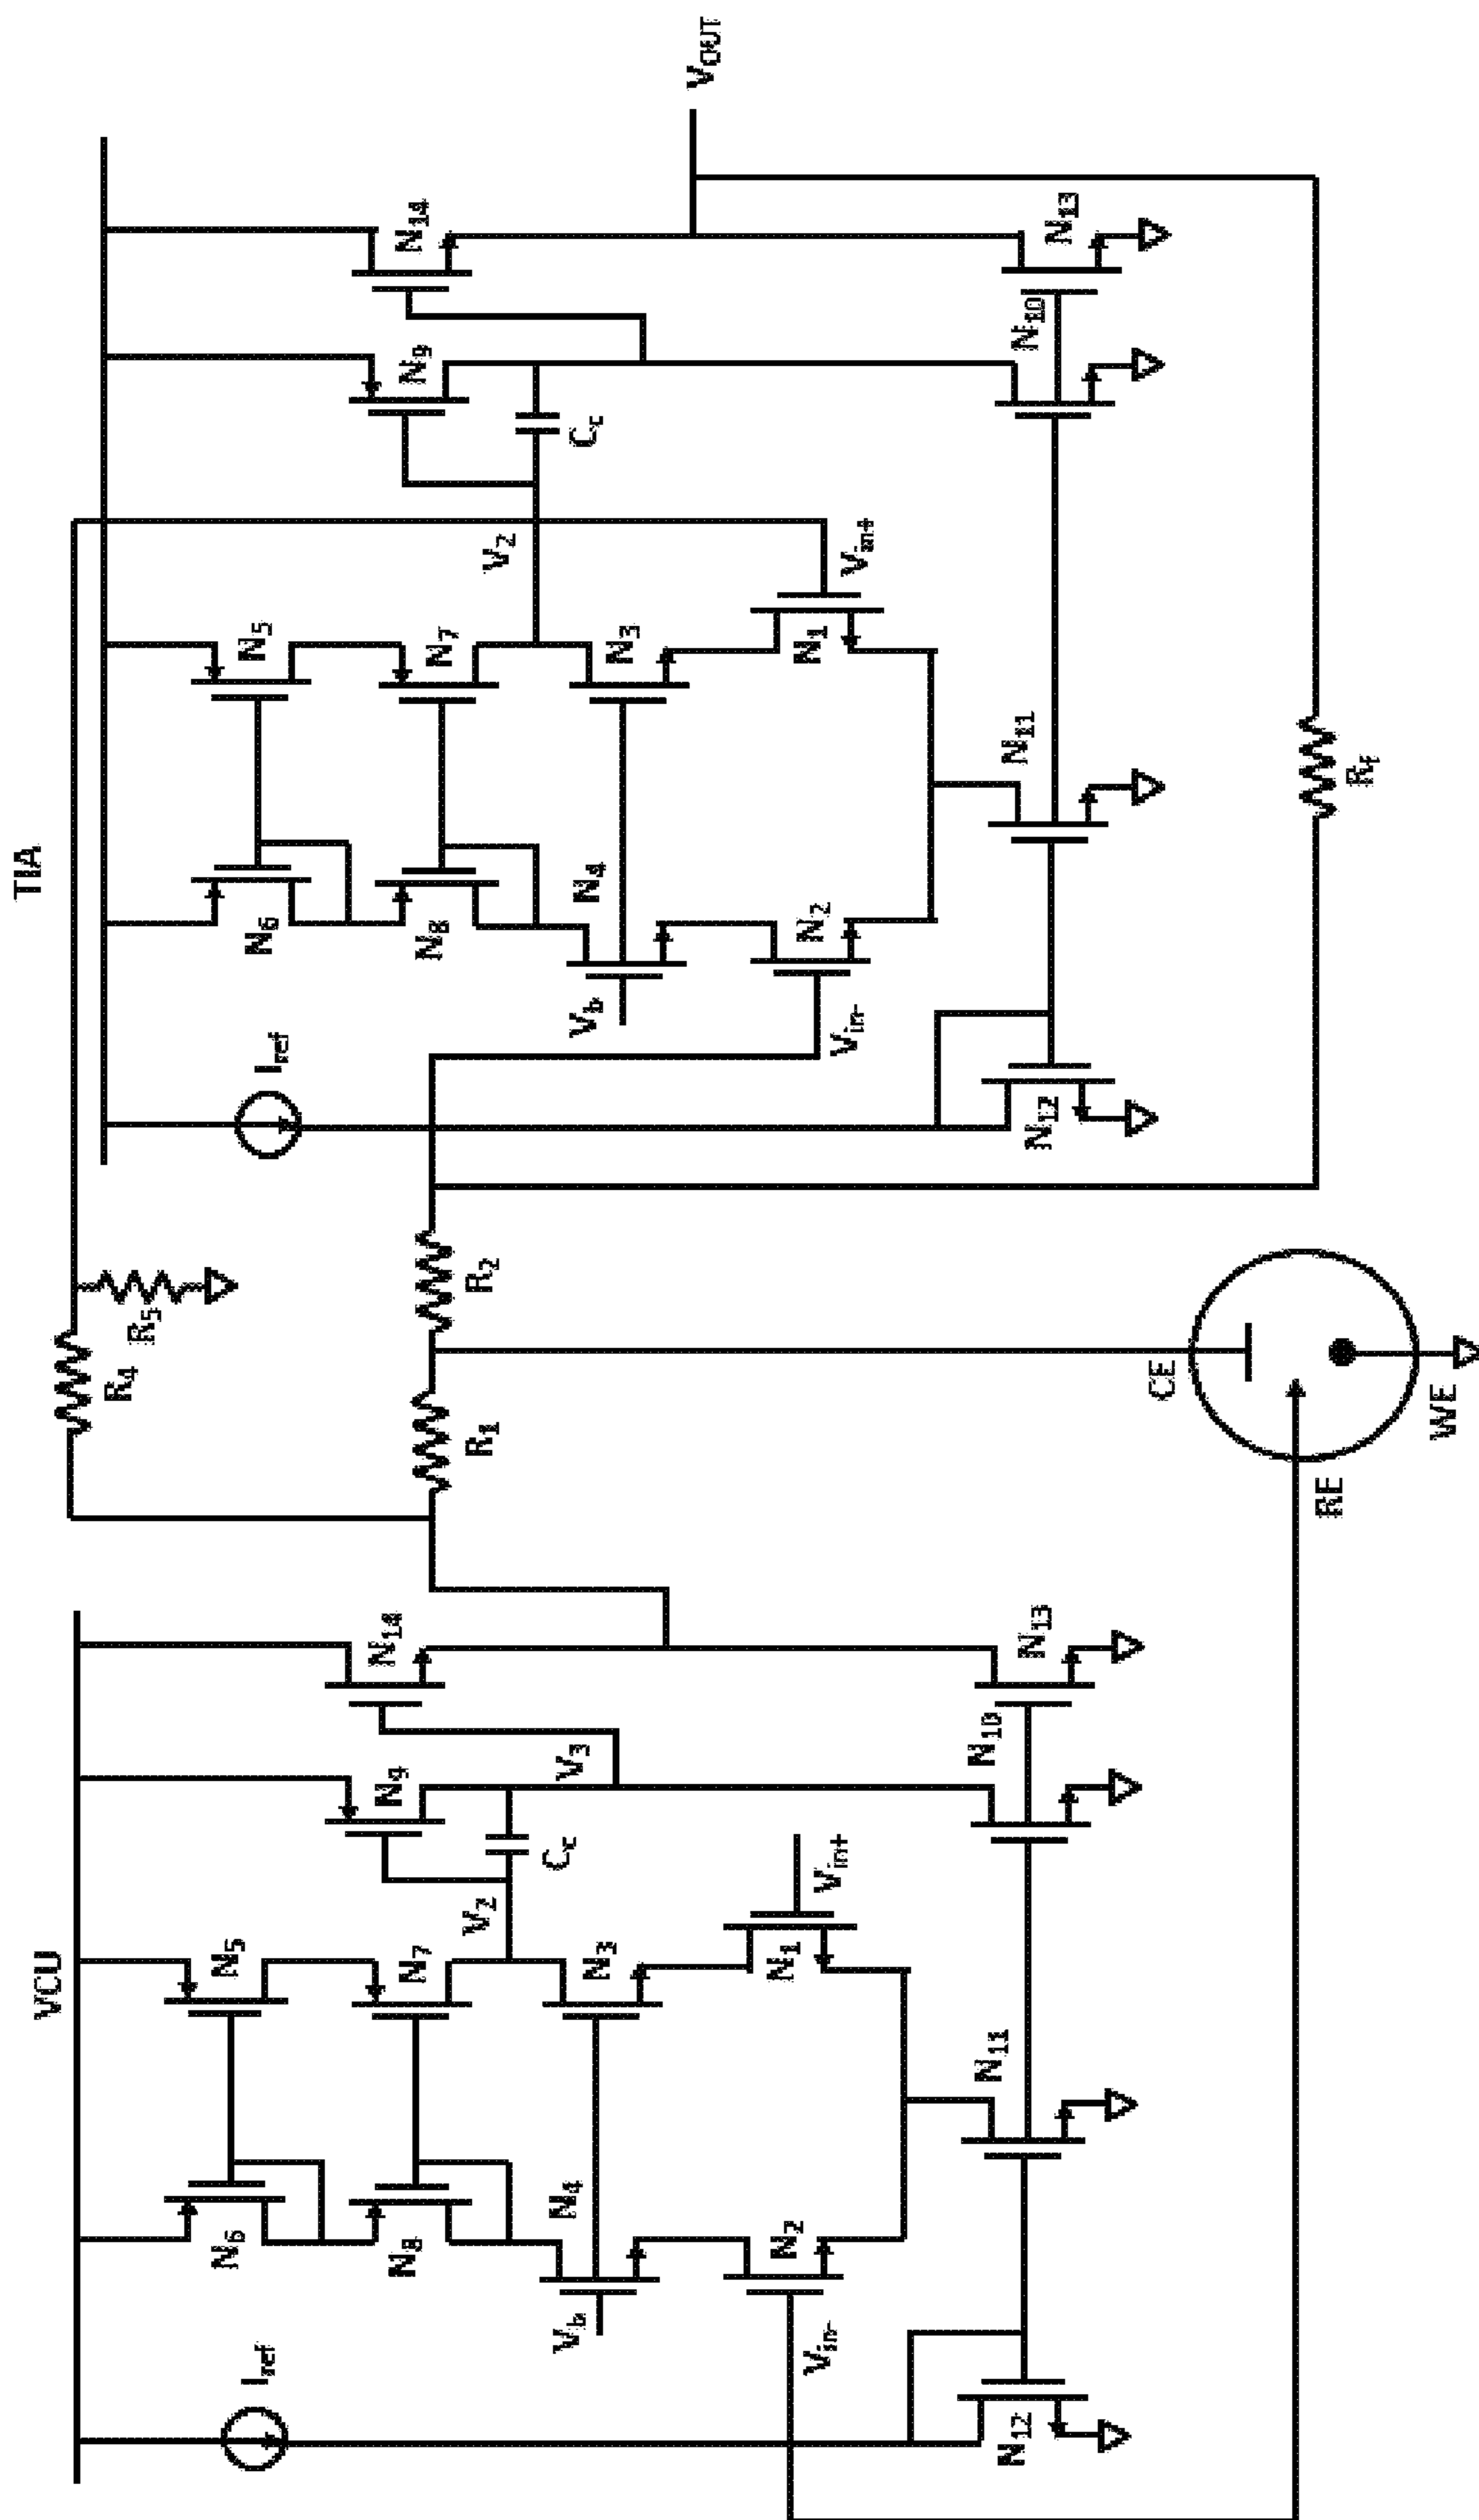 VCU
TIA
Iref
N6
N5
N8
N7
N4
N3
Vb
N2
N1
Vin-
Vin+
V2
Cc
N9
V3
N14
N12
N11
N10
N13
R4
R5
R1
R2
CE
RE
WE
Iref
N6
N5
N8
N7
N4
N3
Vb
N2
N1
Vin-
Vin+
V2
Cc
N9
N14
N12
N11
N10
N13
Rf
VOUT